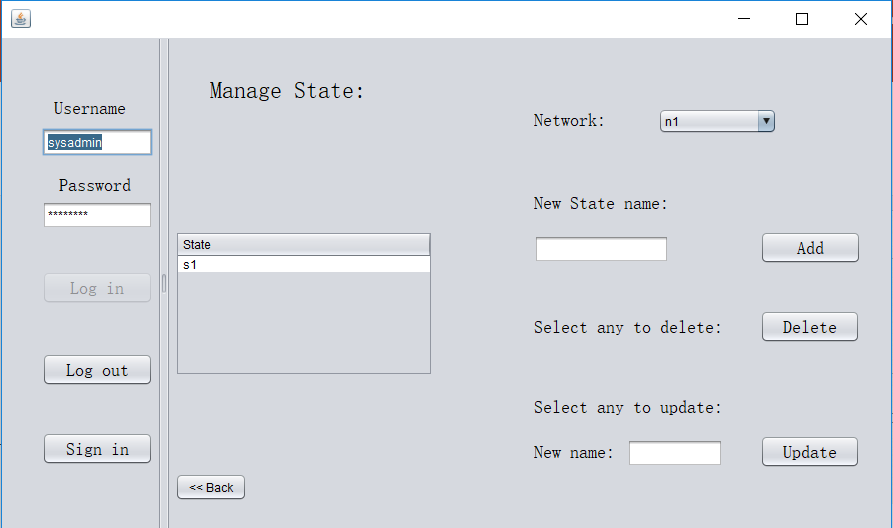 Username
sysadmin
Password
********
Log in
Log out
Sign in
Manage State:
Network:
n1
New State name:
Add
State
s1
Select any to delete:
Delete
Select any to update:
New name:
Update
<< Back